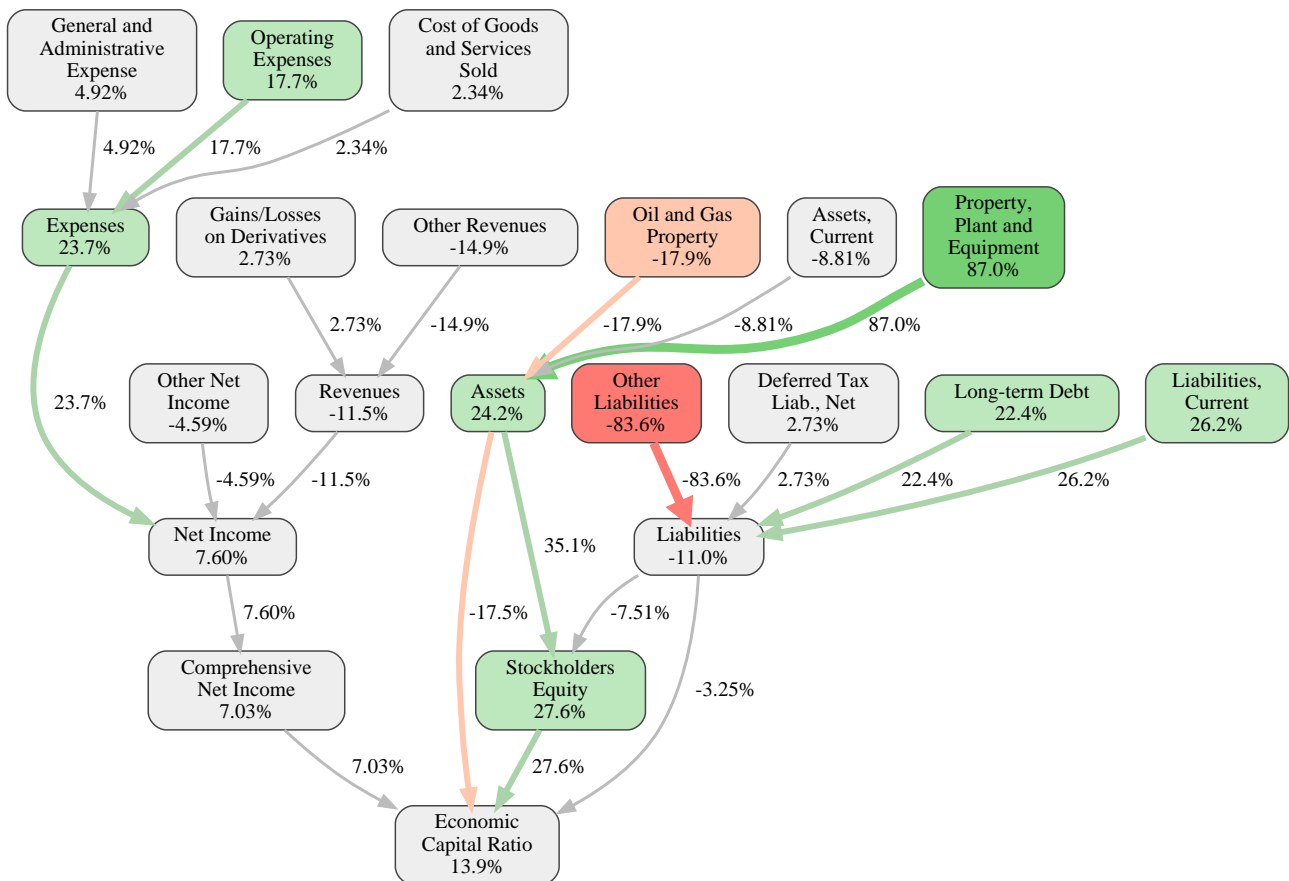 General and
Administrative
Expense
4.92%
Operating
Expenses
17.7%
Cost of Goods
and Services
Sold
2.34%
4.92%
17.7%
2.34%
Expenses
23.7%
Gains/Losses
on Derivatives
2.73%
Other Revenues
-14.9%
Oil and Gas
Property
-17.9%
Assets,
Current
-8.81%
Property,
Plant and
Equipment
87.0%
2.73%
-14.9%
-17.9%
-8.81%
87.0%
23.7%
Other Net
Income
-4.59%
Revenues
-11.5%
Assets
24.2%
Other
Liabilities
-83.6%
Deferred Tax
Liab., Net
2.73%
Long-term Debt
22.4%
Liabilities,
Current
26.2%
-4.59%
-11.5%
-83.6%
2.73%
22.4%
26.2%
Net Income
7.60%
35.1%
Liabilities
-11.0%
7.60%
-17.5%
-7.51%
Comprehensive
Net Income
7.03%
Stockholders
Equity
27.6%
-3.25%
7.03%
27.6%
Economic
Capital Ratio
13.9%